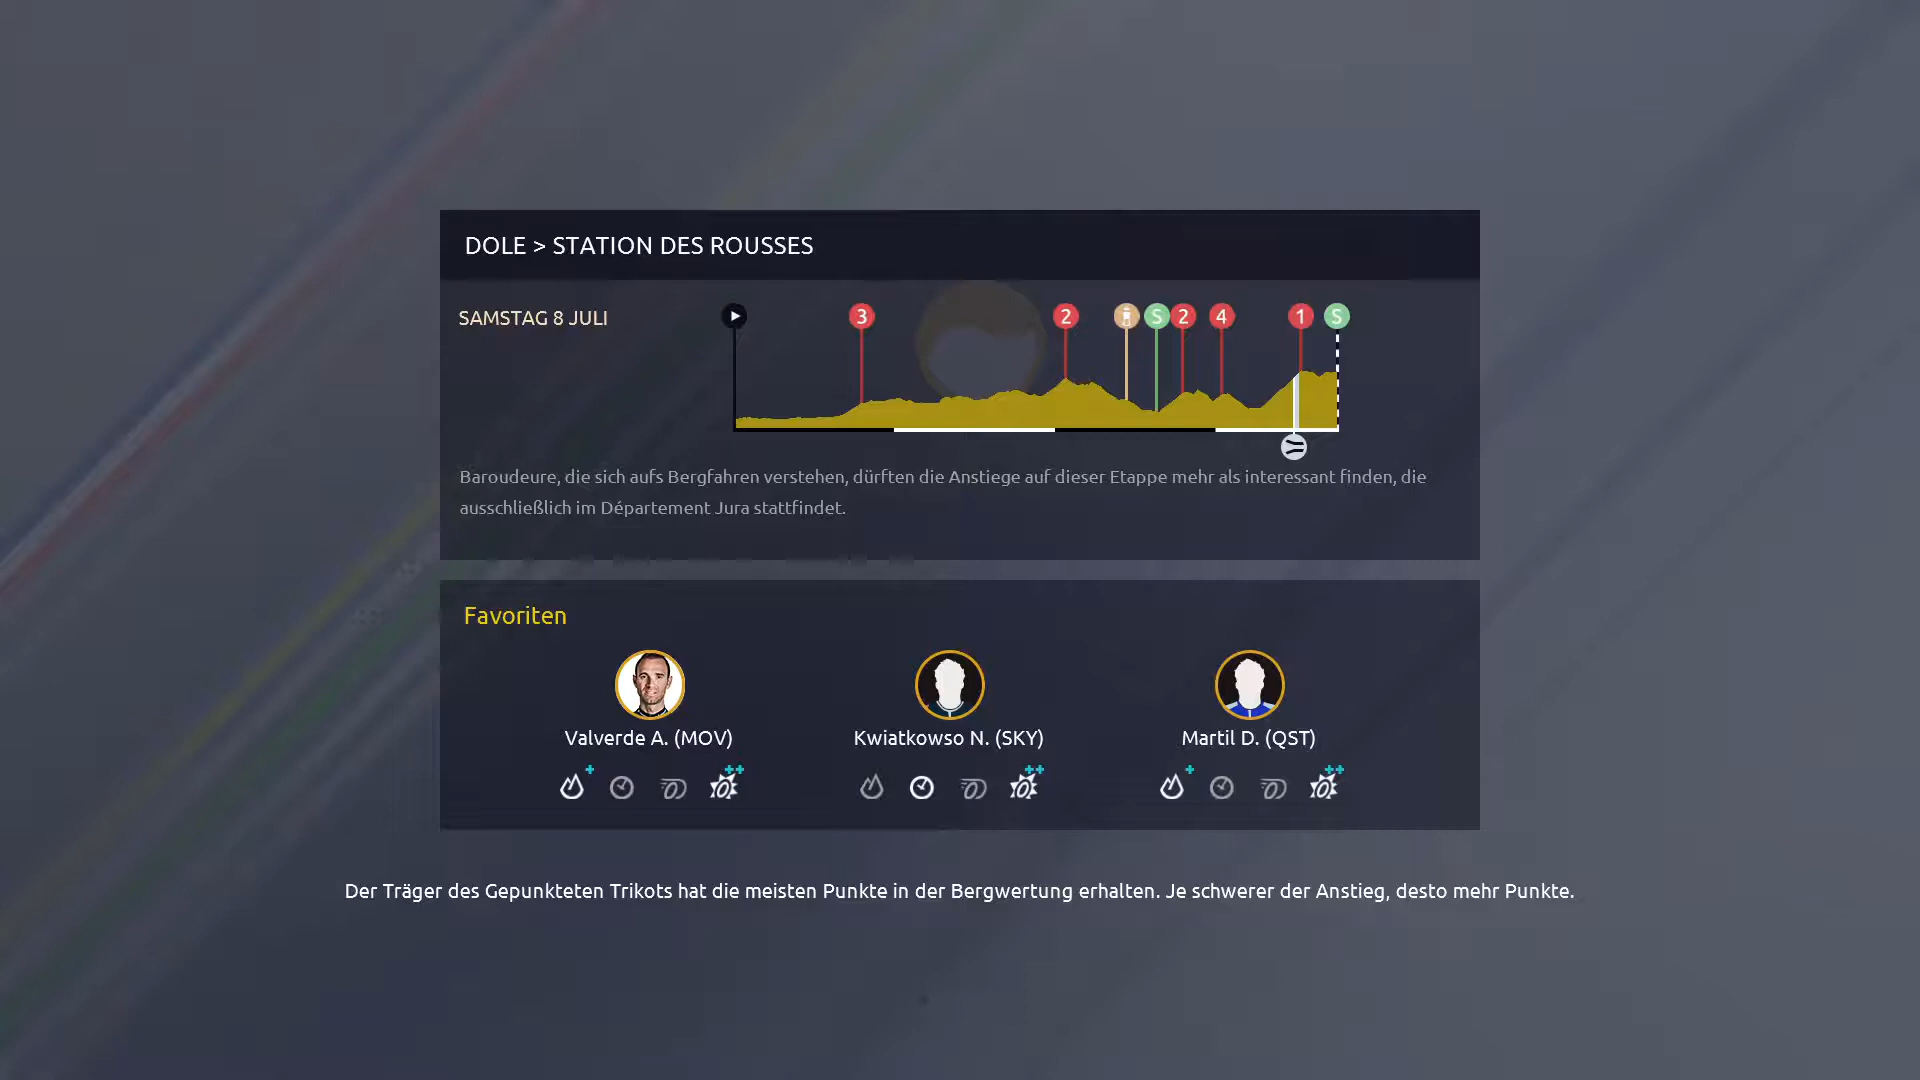 DOLE > STATION DES ROUSSES
SAMSTAG 8 JULI
3 2 S 2 4 1 S
Baroudeure, die sich aufs Bergfahren verstehen, dürften die Anstiege auf dieser Etappe mehr als interessant finden, die
ausschließlich im Département Jura stattfindet.
Favoriten
Valverde A. (MOV) Kwiatkowso N. (SKY) Martil D. (QST)
Der Träger des Gepunkteten Trikots hat die meisten Punkte in der Bergwertung erhalten. Je schwerer der Anstieg, desto mehr Punkte.